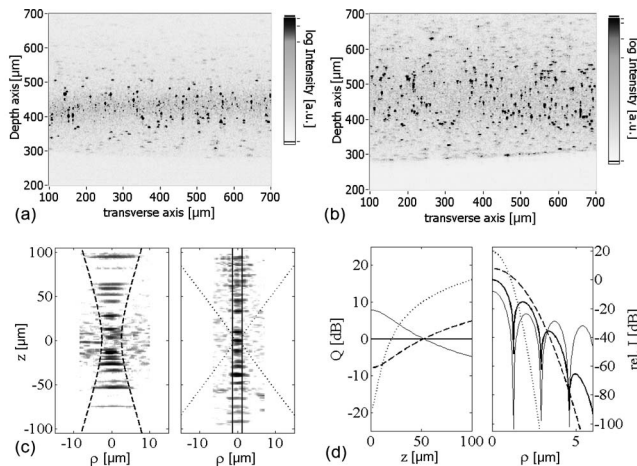 (a)
700
600
500
400
300
200
Depth axis [µm]
100 200 300 400 500 600 700
transverse axis [µm]
log Intensity [a.u.]
(b)
700
600
500
400
300
200
Depth axis [µm]
100 200 300 400 500 600 700
transverse axis [µm]
log Intensity [a.u.]
(c)
100
50
0
-50
-100
z [µm]
-10 0 10
ρ [µm]
-10 0 10
ρ [µm]
(d)
20
10
0
-10
-20
Q [dB]
0 50 100
z [µm]
20
0
-20
-40
-60
-80
-100
rel. I [dB]
0 5
ρ [µm]